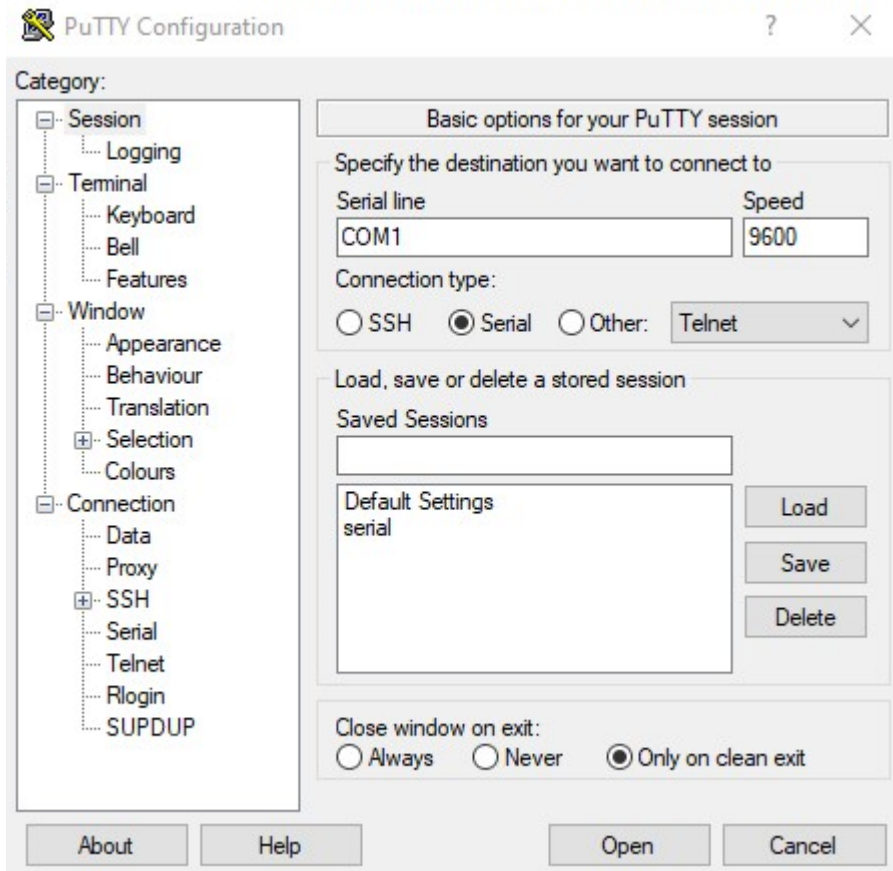 PuTTY Configuration
?
Category:
Session
Logging
Terminal
Keyboard
Bell
Features
Window
Appearance
Behaviour
Translation
Selection
Colours
Connection
Data
Proxy
SSH
Serial
Telnet
Rlogin
SUPDUP
Basic options for your PuTTY session
Specify the destination you want to connect to
Serial line Speed
COM1 9600
Connection type:
SSH Serial Other: Telnet
Load, save or delete a stored session
Saved Sessions
Default Settings
serial
Load
Save
Delete
Close window on exit:
Always Never Only on clean exit
About Help Open Cancel